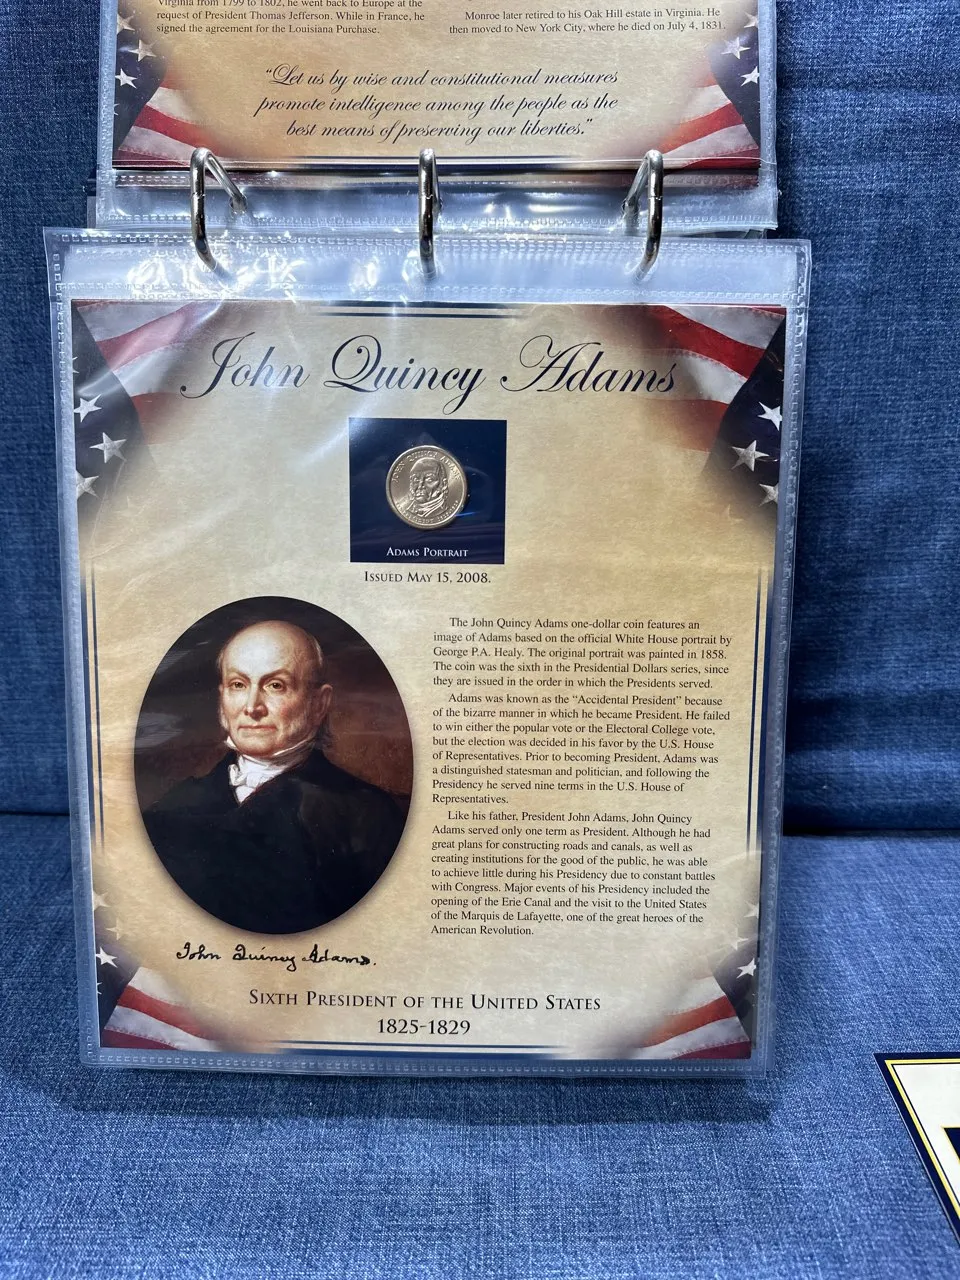 Virginia from 1799 to 1802, he went back to Europe at the
request of President Thomas Jefferson. While in France, he
signed the agreement for the Louisiana Purchase.
Monroe later retired to his Oak Hill estate in Virginia. He
then moved to New York City, where he died on July 4, 1831.
“Let us by wise and constitutional measures
promote intelligence among the people as the
best means of preserving our liberties.”
John Quincy Adams
JOHN QUINCY ADAMS
ADAMS PORTRAIT
ISSUED MAY 15, 2008.
The John Quincy Adams one-dollar coin features an
image of Adams based on the official White House portrait by
George P.A. Healy. The original portrait was painted in 1858.
The coin was the sixth in the Presidential Dollars series, since
they are issued in the order in which the Presidents served.
Adams was known as the “Accidental President” because
of the bizarre manner in which he became President. He failed
to win either the popular vote or the Electoral College vote,
but the election was decided in his favor by the U.S. House
of Representatives. Prior to becoming President, Adams was
a distinguished statesman and politician, and following the
Presidency he served nine terms in the U.S. House of
Representatives.
Like his father, President John Adams, John Quincy
Adams served only one term as President. Although he had
great plans for constructing roads and canals, as well as
creating institutions for the good of the public, he was able
to achieve little during his Presidency due to constant battles
with Congress. Major events of his Presidency included the
opening of the Erie Canal and the visit to the United States
of the Marquis de Lafayette, one of the great heroes of the
American Revolution.
John Quincy Adams.
SIXTH PRESIDENT OF THE UNITED STATES
1825-1829